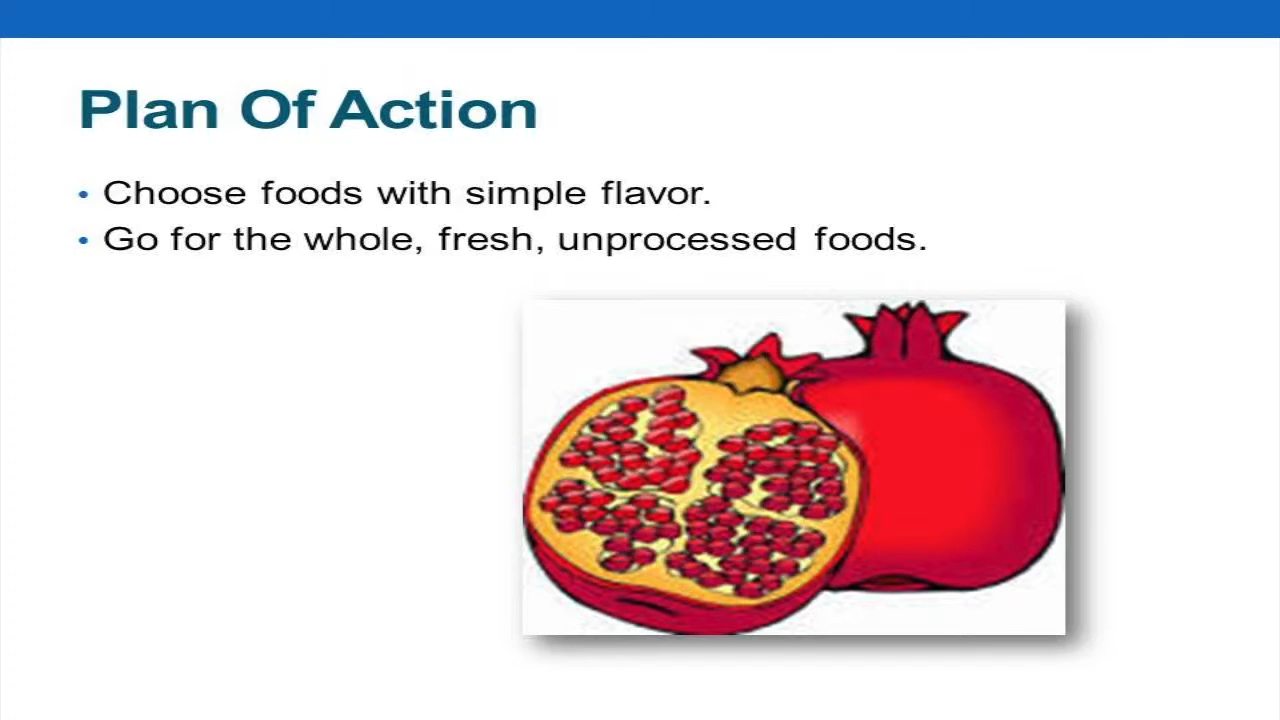 Plan Of Action
• Choose foods with simple flavor.
• Go for the whole, fresh, unprocessed foods.